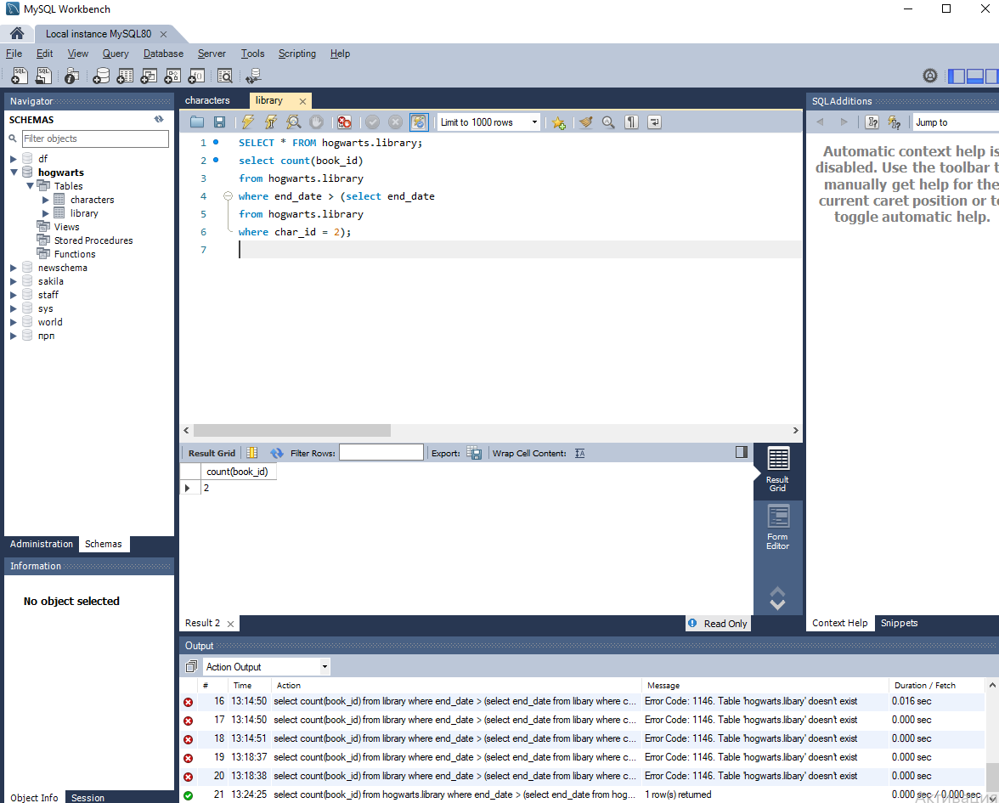 MySQL Workbench
Local instance MySQL80
File Edit View Query Database Server Tools Scripting Help
Navigator
SCHEMAS
Filter objects
df
hogwarts
Tables
characters
library
Views
Stored Procedures
Functions
newschema
sakila
staff
sys
world
прп
Administration Schemas
Information
No object selected
Object Info Session
characters library
Limit to 1000 rows
1 SELECT * FROM hogwarts.library;
2 select count(book_id)
3 from hogwarts.library
4 where end_date > (select end_date
5 from hogwarts.library
6 where char_id = 2);
7
Result Grid Filter Rows: Export: Wrap Cell Content:
count(book_id)
2
Result Grid
Form Editor
Result 2
Read Only
SQLAdditions
Jump to
Automatic context help is
disabled. Use the toolbar t
manually get help for the
current caret position or to
toggle automatic help.
Context Help Snippets
Output
Action Output
# Time Action Message Duration / Fetch
16 13:14:50 select count(book_id) from library where end_date > (select end_date from libary where c... Error Code: 1146. Table 'hogwarts.libary' doesn't exist 0.016 sec
17 13:14:50 select count(book_id) from library where end_date > (select end_date from libary where c... Error Code: 1146. Table 'hogwarts.libary' doesn't exist 0.000 sec
18 13:14:51 select count(book_id) from library where end_date > (select end_date from libary where c... Error Code: 1146. Table 'hogwarts.libary' doesn't exist 0.000 sec
19 13:18:37 select count(book_id) from library where end_date > (select end_date from libary where c... Error Code: 1146. Table 'hogwarts.libary' doesn't exist 0.000 sec
20 13:18:38 select count(book_id) from library where end_date > (select end_date from libary where c... Error Code: 1146. Table 'hogwarts.libary' doesn't exist 0.000 sec
21 13:24:25 select count(book_id) from hogwarts.library where end_date > (select end_date from hog... 1 row(s) returned 0.000 sec / 0.000 sec
Активация